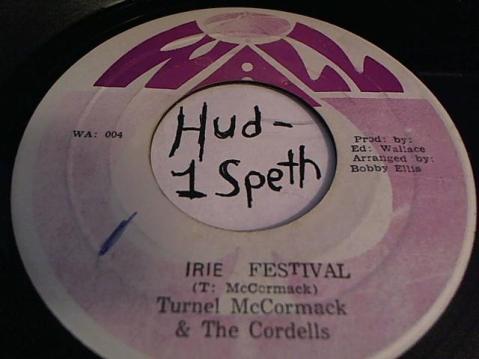 WALL
WA: 004
Hud-
1 Speth
Prod: by:
Ed: Wallace
Arranged by:
Bobby Ellis
IRIE FESTIVAL
(T: McCormack)
Turnel McCormack
& The Cordells